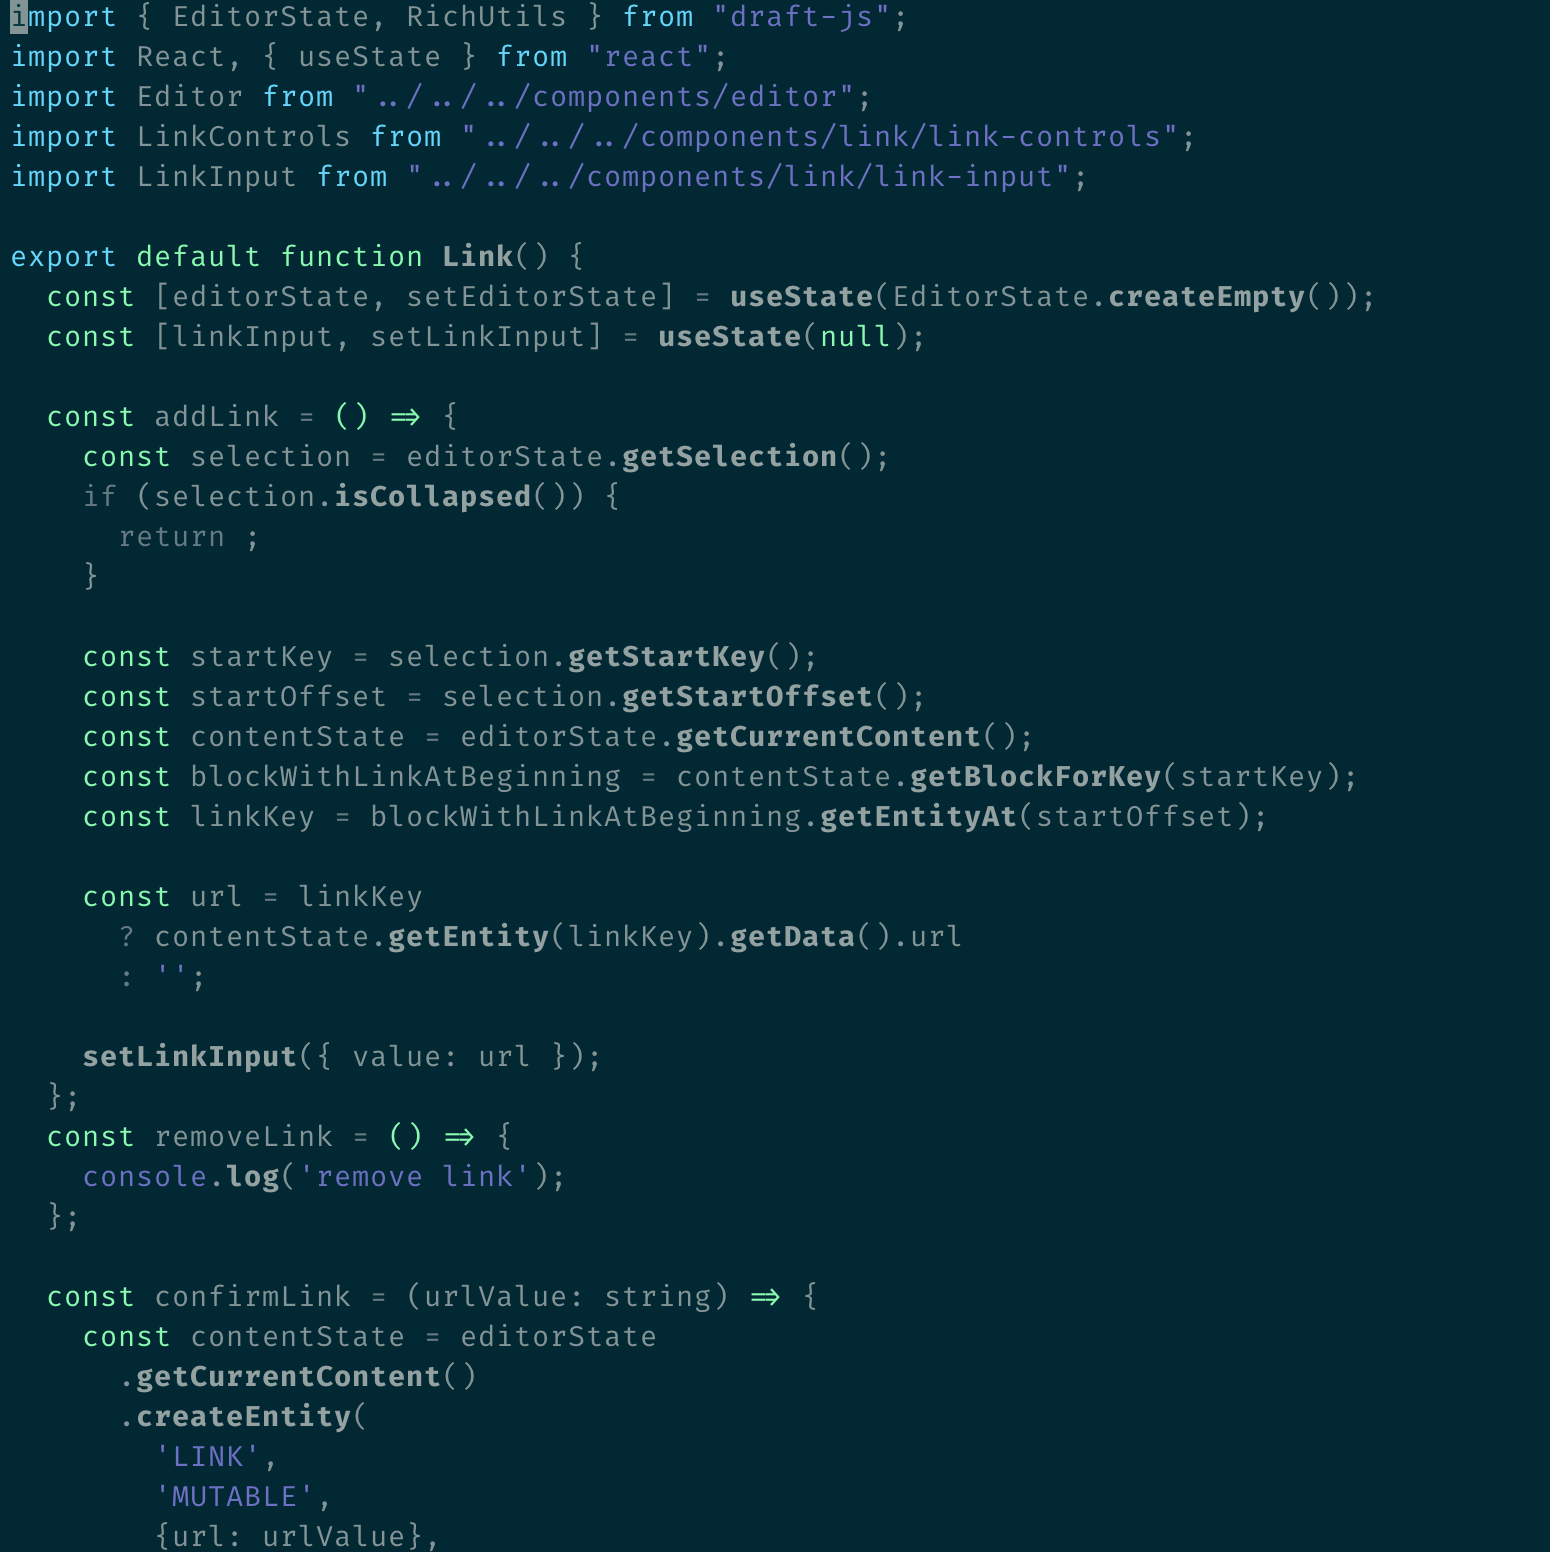 import { EditorState, RichUtils } from "draft-js";
import React, { useState } from "react";
import Editor from "../../../components/editor";
import LinkControls from "../../../components/link/link-controls";
import LinkInput from "../../../components/link/link-input";

export default function Link() {
  const [editorState, setEditorState] = useState(EditorState.createEmpty());
  const [linkInput, setLinkInput] = useState(null);

  const addLink = () => {
    const selection = editorState.getSelection();
    if (selection.isCollapsed()) {
      return ;
    }

    const startKey = selection.getStartKey();
    const startOffset = selection.getStartOffset();
    const contentState = editorState.getCurrentContent();
    const blockWithLinkAtBeginning = contentState.getBlockForKey(startKey);
    const linkKey = blockWithLinkAtBeginning.getEntityAt(startOffset);

    const url = linkKey
      ? contentState.getEntity(linkKey).getData().url
      : '';

    setLinkInput({ value: url });
  };
  const removeLink = () => {
    console.log('remove link');
  };

  const confirmLink = (urlValue: string) => {
    const contentState = editorState
      .getCurrentContent()
      .createEntity(
        'LINK',
        'MUTABLE',
        {url: urlValue},